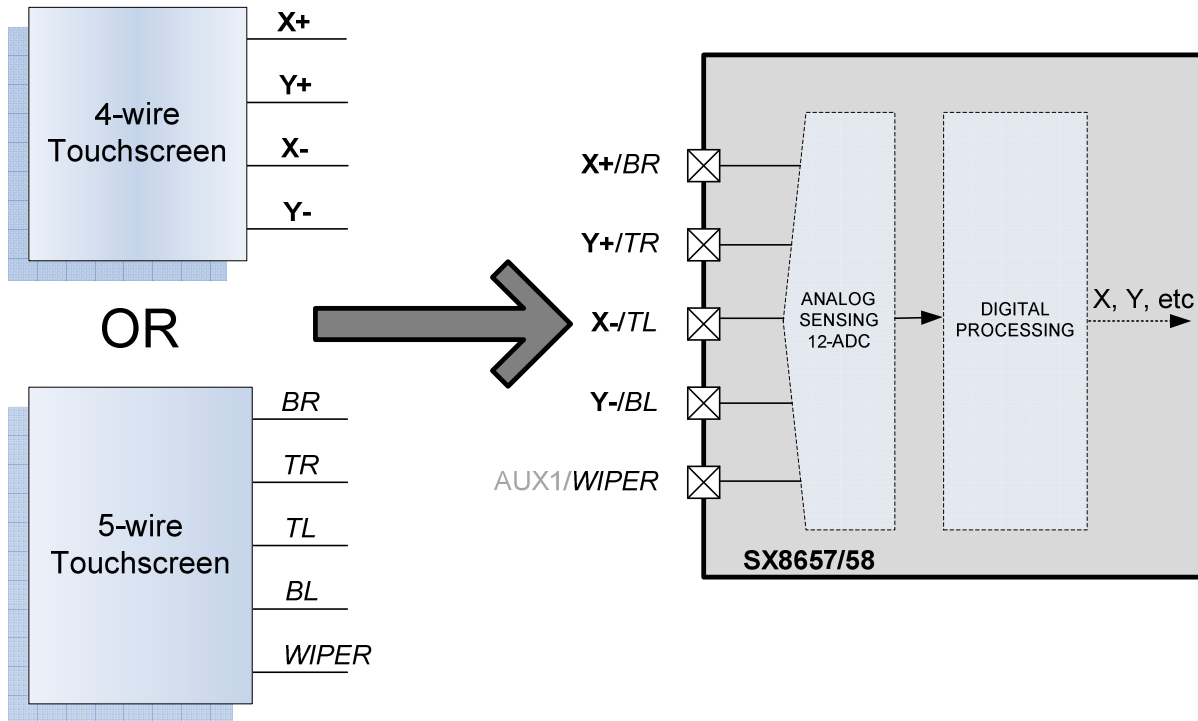 X+
Y+
4-wire
Touchscreen
X-
Y-
OR
BR
TR
5-wire
Touchscreen
TL
BL
WIPER
X+/BR
Y+/TR
X-/TL
Y-/BL
AUX1/WIPER
ANALOG
SENSING
12-ADC
DIGITAL
PROCESSING
X, Y, etc
SX8657/58